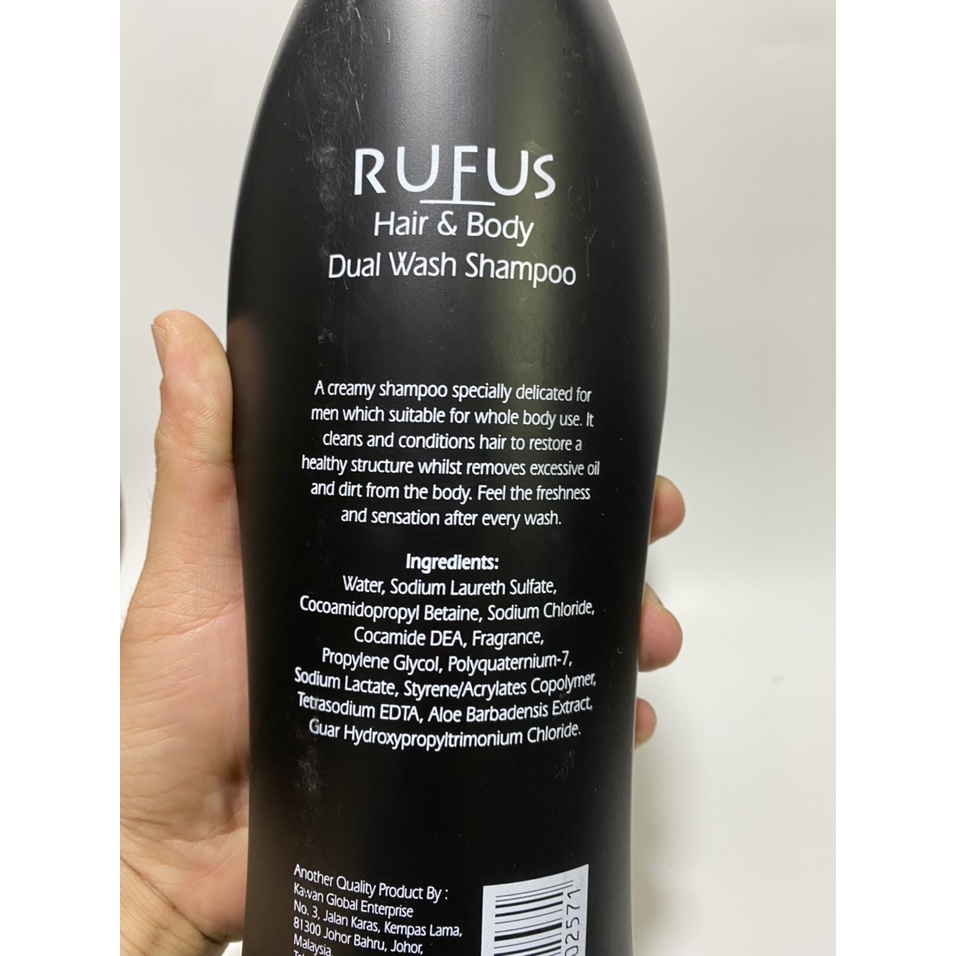 RUFUS
Hair & Body
Dual Wash Shampoo
A creamy shampoo specially delicated for
men which suitable for whole body use. It
cleans and conditions hair to restore a
healthy structure whilst removes excessive oil
and dirt from the body. Feel the freshness
and sensation after every wash.
Ingredients:
Water, Sodium Laureth Sulfate,
Cocoamidopropyl Betaine, Sodium Chloride,
Cocamide DEA, Fragrance,
Propylene Glycol, Polyquaternium-7,
Sodium Lactate, Styrene/Acrylates Copolymer,
Tetrasodium EDTA, Aloe Barbadensis Extract,
Guar Hydroxypropyltrimonium Chloride.
Another Quality Product By :
Kawan Global Enterprise
No. 3, Jalan Karas, Kempas Lama,
81300 Johor Bahru, Johor,
Malaysia
02571